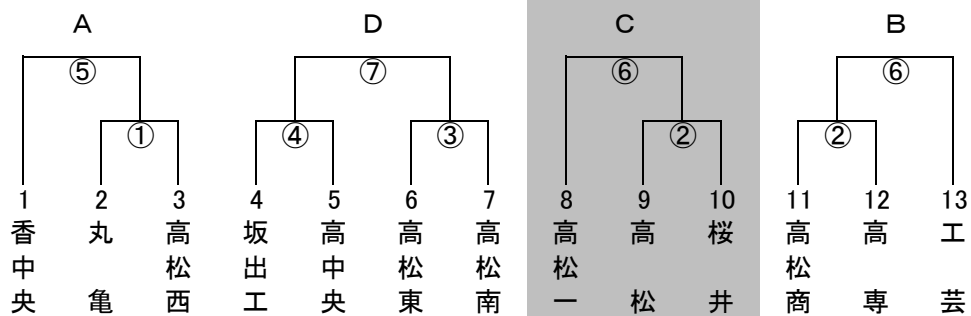 A D C B
⑤ ⑦ ⑥ ⑥
① ④ ③ ② ②
1 2 3 4 5 6 7 8 9 10 11 12 13
香中央
丸亀
高松西
坂出工
高中央
高松東
高松南
高松一
高松
桜井
高松商
高専
工芸